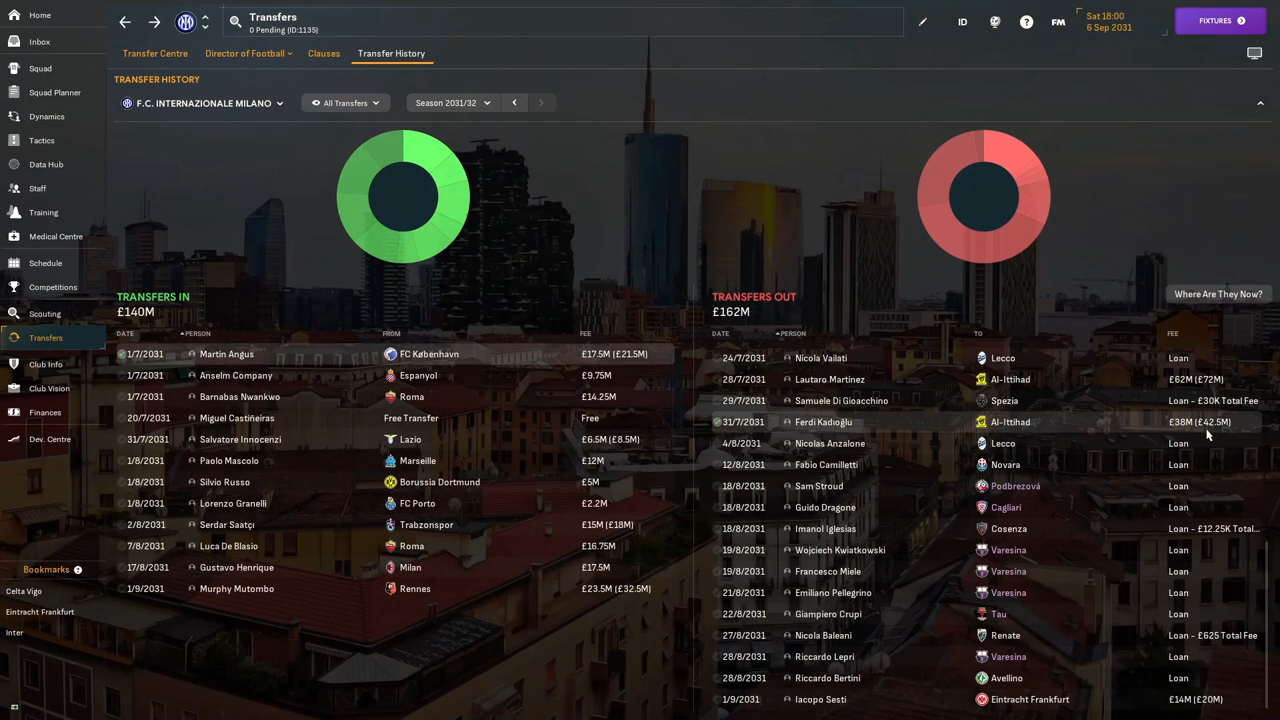 Home
Inbox
Squad
Squad Planner
Dynamics
Tactics
Data Hub
Staff
Training
Medical Centre
Schedule
Competitions
Scouting
Transfers
Club Info
Club Vision
Finances
Dev. Centre
Bookmarks ?
Celta Vigo
Eintracht Frankfurt
Inter
Transfers
0 Pending (ID:1135)
ID
?
FM
Sat 18:00
6 Sep 2031
FIXTURES
Transfer Centre
Director of Football
Clauses
Transfer History
TRANSFER HISTORY
F.C. INTERNAZIONALE MILANO
All Transfers
Season 2031/32
TRANSFERS IN
£140M
DATE PERSON FROM FEE
1/7/2031 Martin Angus FC København £17.5M (£21.5M)
1/7/2031 Anselm Company Espanyol £9.75M
1/7/2031 Barnabas Nwankwo Roma £14.25M
20/7/2031 Miguel Castiñeiras Free Transfer Free
31/7/2031 Salvatore Innocenzi Lazio £6.5M (£8.5M)
1/8/2031 Paolo Mascolo Marseille £12M
1/8/2031 Silvio Russo Borussia Dortmund £5M
1/8/2031 Lorenzo Granelli FC Porto £2.2M
2/8/2031 Serdar Saatçı Trabzonspor £15M (£18M)
7/8/2031 Luca De Blasio Roma £16.75M
17/8/2031 Gustavo Henrique Milan £17.5M
1/9/2031 Murphy Mutombo Rennes £23.5M (£32.5M)
Where Are They Now?
TRANSFERS OUT
£162M
DATE PERSON TO FEE
24/7/2031 Nicola Vailati Lecco Loan
28/7/2031 Lautaro Martínez Al-Ittihad £62M (£72M)
29/7/2031 Samuele Di Gioacchino Spezia Loan - £30K Total Fee
31/7/2031 Ferdi Kadıoğlu Al-Ittihad £38M (£42.5M)
4/8/2031 Nicolas Anzalone Lecco Loan
12/8/2031 Fabio Camilletti Novara Loan
18/8/2031 Sam Stroud Podbrezová Loan
18/8/2031 Guido Dragone Cagliari Loan
18/8/2031 Imanol Iglesias Cosenza Loan - £12.25K Total...
19/8/2031 Wojciech Kwiatkowski Varesina Loan
19/8/2031 Francesco Miele Varesina Loan
21/8/2031 Emiliano Pellegrino Varesina Loan
22/8/2031 Giampiero Crupi Tau Loan
27/8/2031 Nicola Baleani Renate Loan - £625 Total Fee
28/8/2031 Riccardo Lepri Varesina Loan
28/8/2031 Riccardo Bertini Avellino Loan
1/9/2031 Iacopo Sesti Eintracht Frankfurt £14M (£20M)